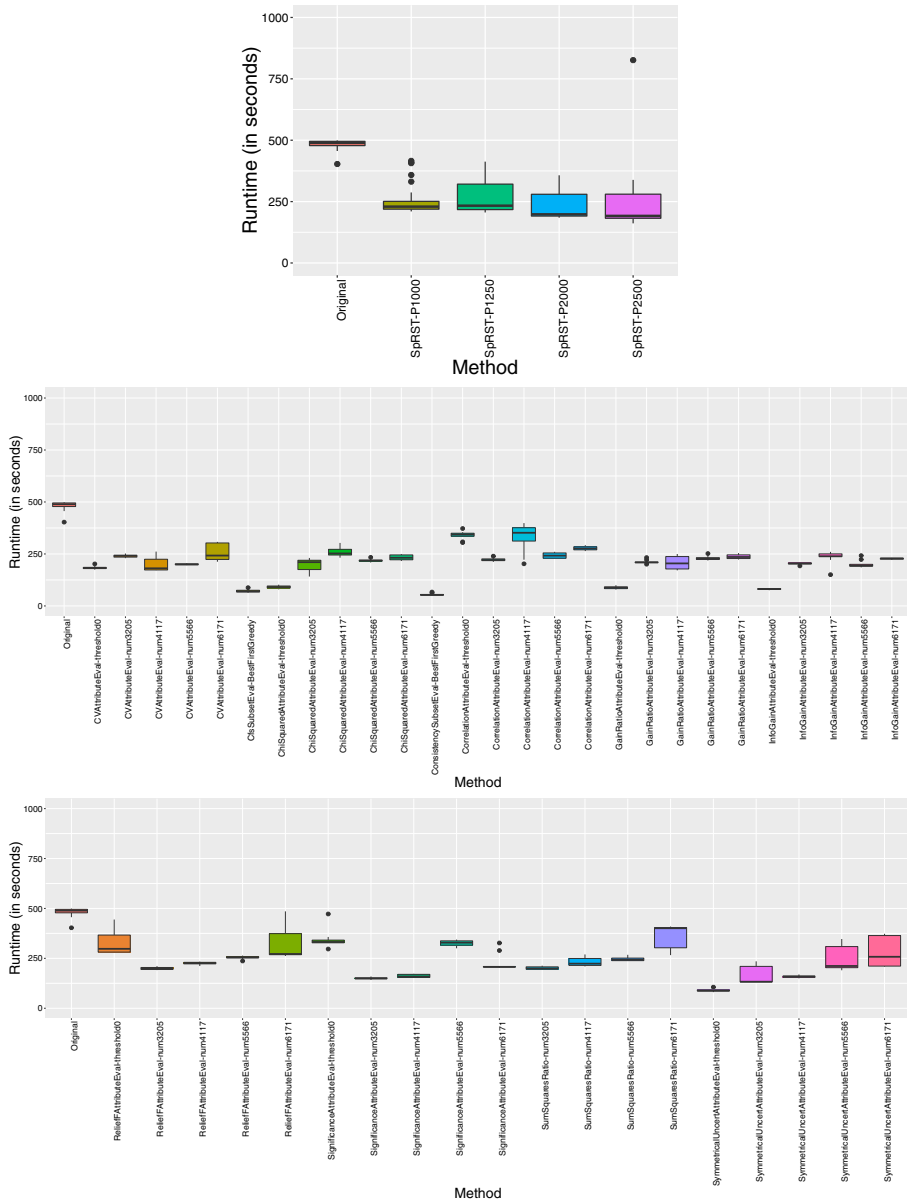 Runtime (in seconds)
1000
750
500
250
0
Original
SpRST-P1000
SpRST-P1250
SpRST-P2000
SpRST-P2500
Method
Runtime (in seconds)
1000
750
500
250
0
Original
CVAttributeEval-threshold0
CVAttributeEval-num3205
CVAttributeEval-num4117
CVAttributeEval-num5566
CVAttributeEval-num6171
CfsSubsetEval-BestFirstGreedy
ChiSquaredAttributeEval-threshold0
ChiSquaredAttributeEval-num3205
ChiSquaredAttributeEval-num4117
ChiSquaredAttributeEval-num5566
ChiSquaredAttributeEval-num6171
ConsistencySubsetEval-BestFirstGreedy
CorrelationAttributeEval-threshold0
CorrelationAttributeEval-num3205
CorrelationAttributeEval-num4117
CorrelationAttributeEval-num5566
CorrelationAttributeEval-num6171
GainRatioAttributeEval-threshold0
GainRatioAttributeEval-num3205
GainRatioAttributeEval-num4117
GainRatioAttributeEval-num5566
GainRatioAttributeEval-num6171
InfoGainAttributeEval-threshold0
InfoGainAttributeEval-num3205
InfoGainAttributeEval-num4117
InfoGainAttributeEval-num5566
InfoGainAttributeEval-num6171
Method
Runtime (in seconds)
1000
750
500
250
0
Original
ReliefFAttributeEval-threshold0
ReliefFAttributeEval-num3205
ReliefFAttributeEval-num4117
ReliefFAttributeEval-num5566
ReliefFAttributeEval-num6171
SignificanceAttributeEval-threshold0
SignificanceAttributeEval-num3205
SignificanceAttributeEval-num4117
SignificanceAttributeEval-num5566
SignificanceAttributeEval-num6171
SumSquaresRatio-num3205
SumSquaresRatio-num4117
SumSquaresRatio-num5566
SumSquaresRatio-num6171
SymmetricalUncertAttributeEval-threshold0
SymmetricalUncertAttributeEval-num3205
SymmetricalUncertAttributeEval-num4117
SymmetricalUncertAttributeEval-num5566
SymmetricalUncertAttributeEval-num6171
Method